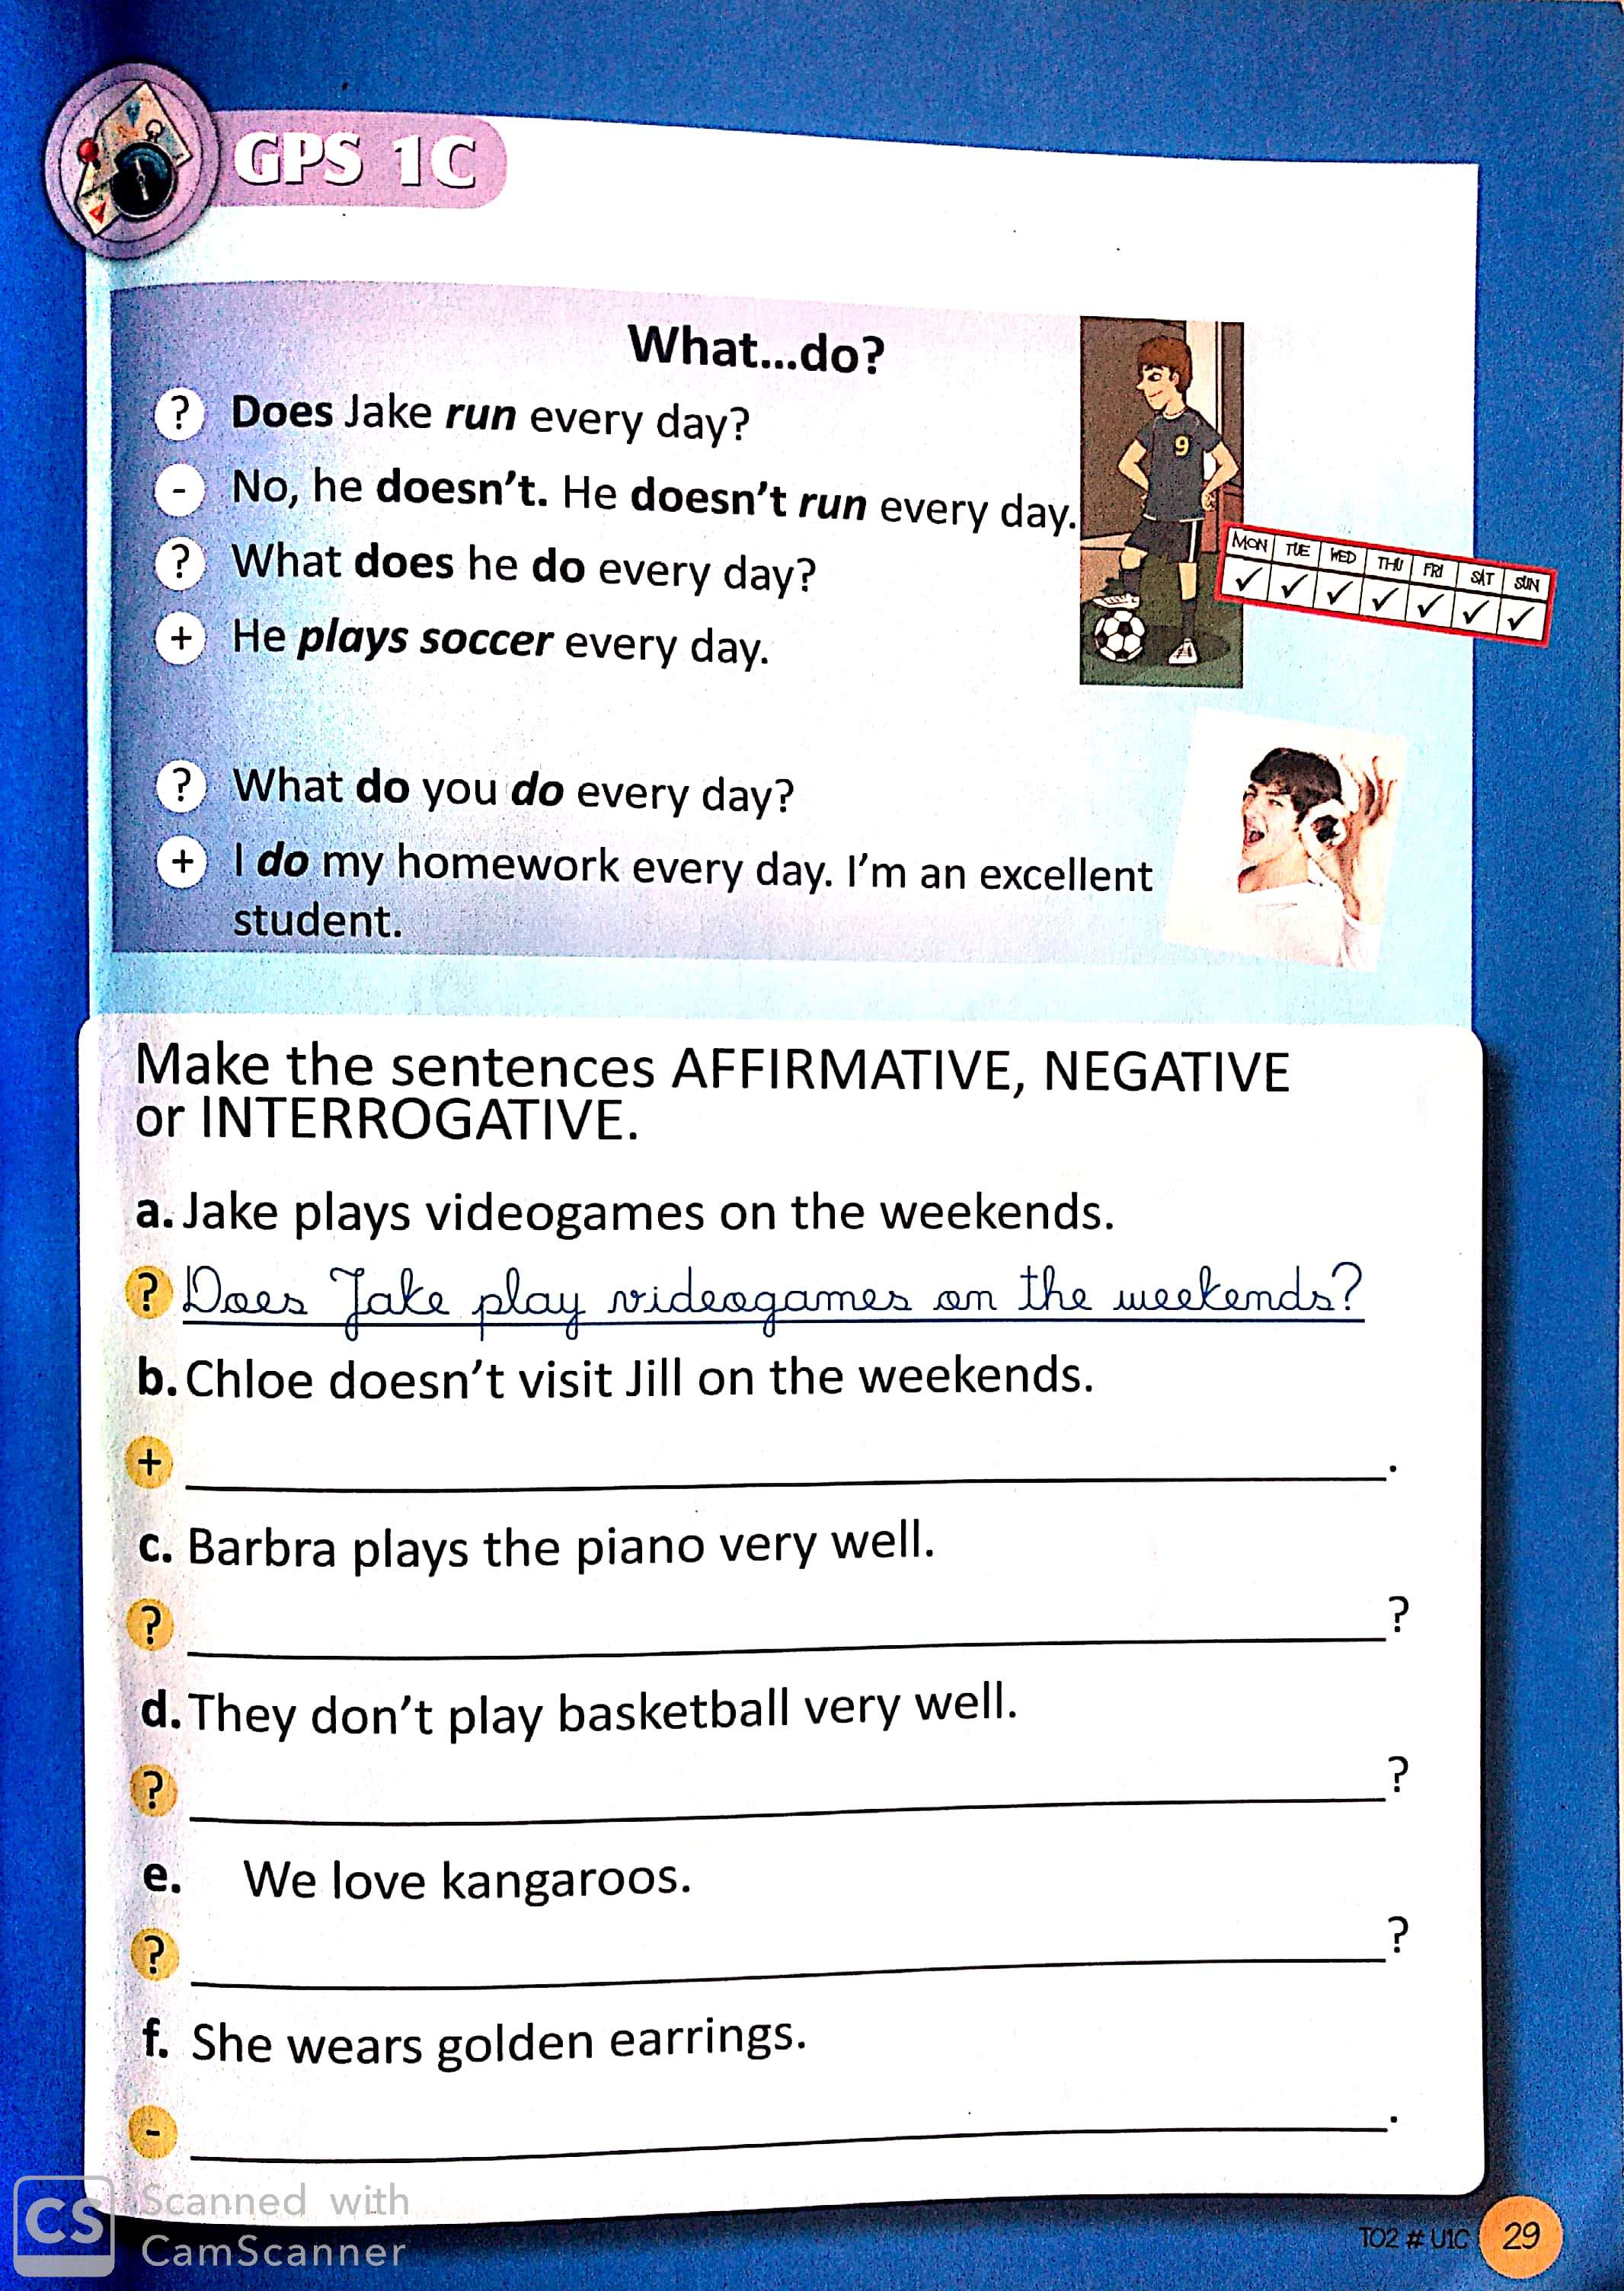 GPS 1C
What...do?
? Does Jake run every day?
- No, he doesn't. He doesn't run every day.
? What does he do every day?
+ He plays soccer every day.
9
MON TUE WED THU FRI SAT SUN
✓ ✓ ✓ ✓ ✓ ✓ ✓
? What do you do every day?
+ I do my homework every day. I'm an excellent
student.
Make the sentences AFFIRMATIVE, NEGATIVE
or INTERROGATIVE.
a. Jake plays videogames on the weekends.
? Does Jake play videogames on the weekends?
b. Chloe doesn't visit Jill on the weekends.
+ .
c. Barbra plays the piano very well.
? ?
d. They don't play basketball very well.
? ?
e. We love kangaroos.
? ?
f. She wears golden earrings.
- .
CS Scanned with
CamScanner
TO2 # U1C 29